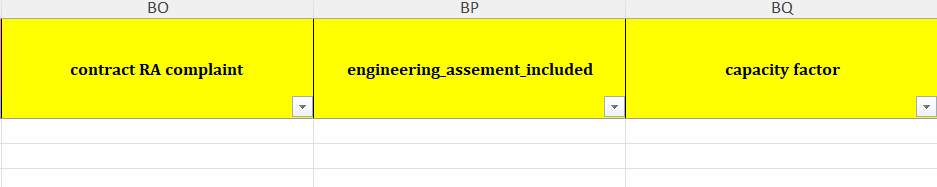 BO BP BQ
contract RA complaint engineering_assement_included capacity factor